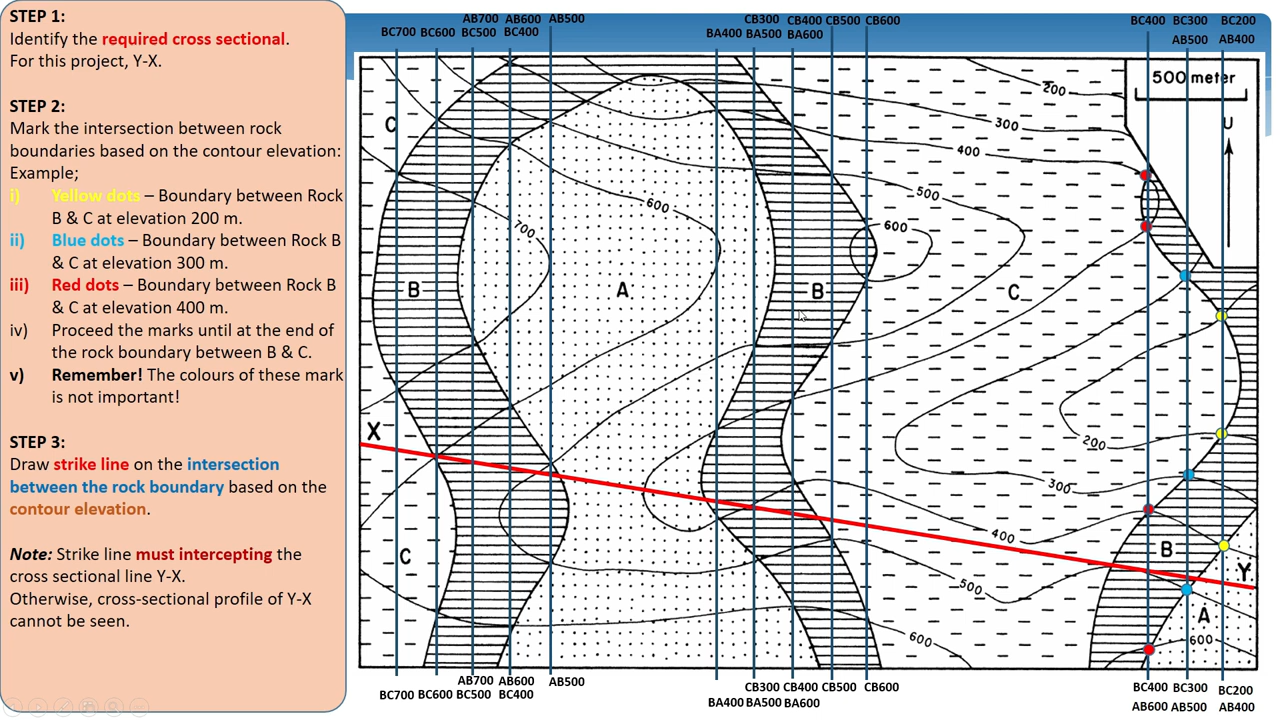 STEP 1:
Identify the required cross sectional.
For this project, Y-X.
STEP 2:
Mark the intersection between rock
boundaries based on the contour elevation:
Example;
i) Yellow dots – Boundary between Rock
B & C at elevation 200 m.
ii) Blue dots – Boundary between Rock B
& C at elevation 300 m.
iii) Red dots – Boundary between Rock B
& C at elevation 400 m.
iv) Proceed the marks until at the end of
the rock boundary between B & C.
v) Remember! The colours of these mark
is not important!
STEP 3:
Draw strike line on the intersection
between the rock boundary based on the
contour elevation.
Note: Strike line must intercepting the
cross sectional line Y-X.
Otherwise, cross-sectional profile of Y-X
cannot be seen.
AB700 AB600 AB500 CB300 CB400 CB500 CB600 BC400 BC300 BC200
BC700 BC600 BC500 BC400 BA400 BA500 BA600 AB500 AB400
500 meter
U
200
300
400
500
600
600
700
C
B
A
B
C
X
200
300
400
500
600
C
B
Y
A
600
AB700 AB600 AB500 CB300 CB400 CB500 CB600 BC400 BC300 BC200
BC700 BC600 BC500 BC400 BA400 BA500 BA600 AB600 AB500 AB400